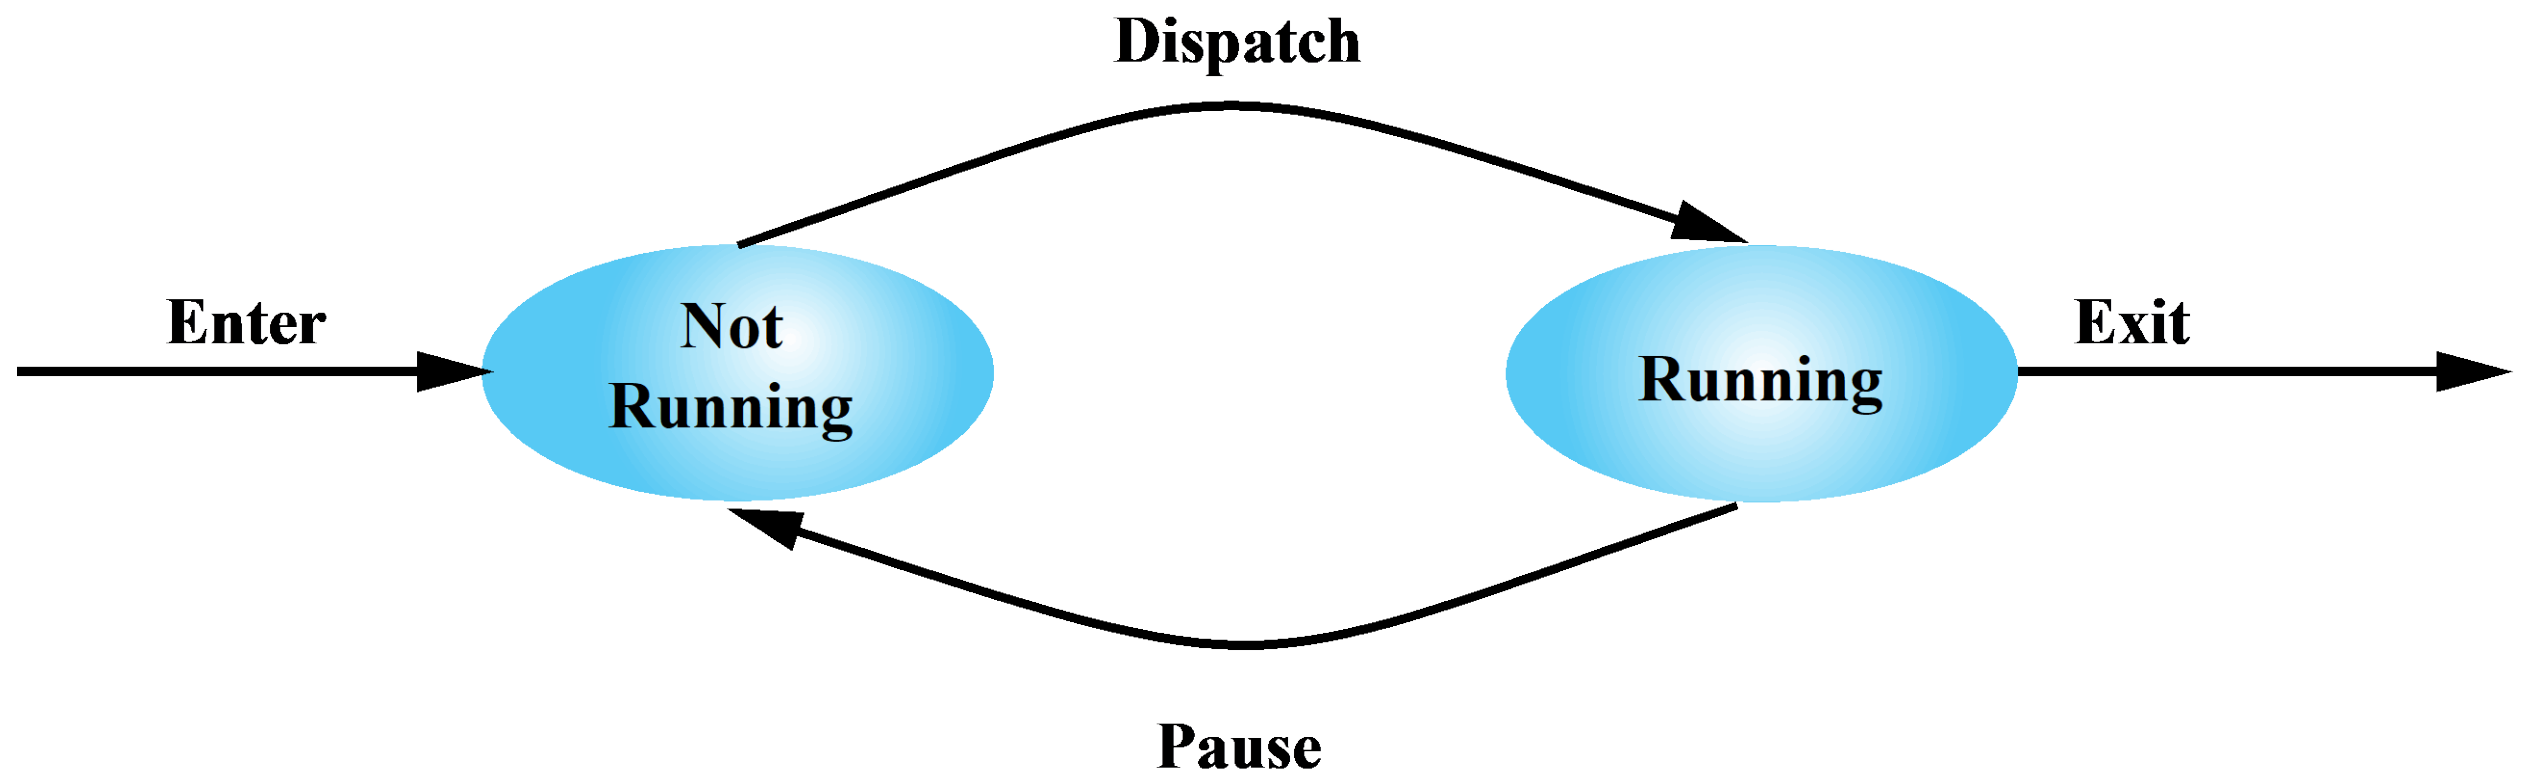 Dispatch
Enter
Not
Running
Running
Exit
Pause